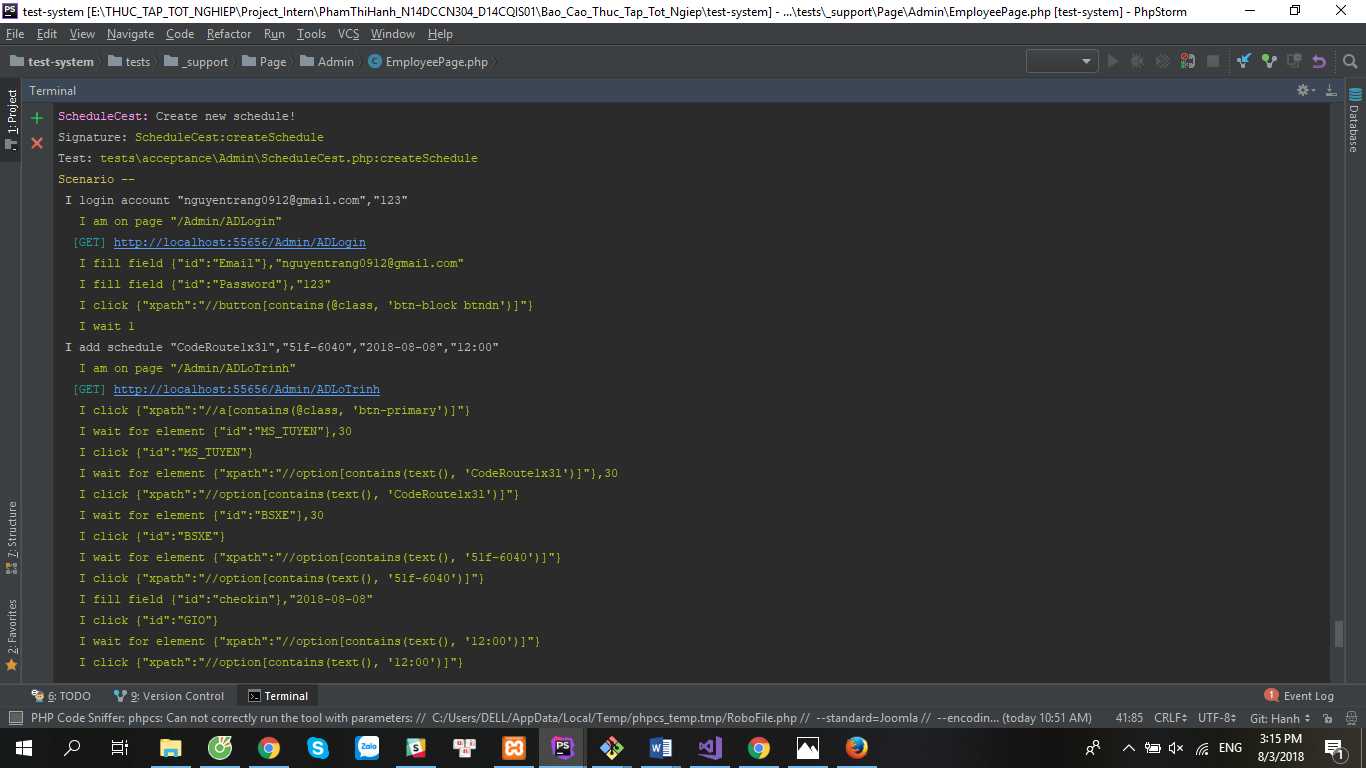 test-system [E:\THUC_TAP_TOT_NGHIEP\Project_Intern\PhamThiHanh_N14DCCN304_D14CQIS01\Bao_Cao_Thuc_Tap_Tot_Ngiep\test-system] - ...\tests\_support\Page\Admin\EmployeePage.php [test-system] - PhpStorm
File Edit View Navigate Code Refactor Run Tools VCS Window Help
test-system tests _support Page Admin EmployeePage.php
1: Project
7: Structure
2: Favorites
Database
Terminal
ScheduleCest: Create new schedule!
Signature: ScheduleCest:createSchedule
Test: tests\acceptance\Admin\ScheduleCest.php:createSchedule
Scenario --
I login account "nguyentrang0912@gmail.com","123"
I am on page "/Admin/ADLogin"
[GET] http://localhost:55656/Admin/ADLogin
I fill field {"id":"Email"},"nguyentrang0912@gmail.com"
I fill field {"id":"Password"},"123"
I click {"xpath":"//button[contains(@class, 'btn-block btndn')]"}
I wait 1
I add schedule "CodeRoute1x31","51f-6040","2018-08-08","12:00"
I am on page "/Admin/ADLoTrinh"
[GET] http://localhost:55656/Admin/ADLoTrinh
I click {"xpath":"//a[contains(@class, 'btn-primary')]"}
I wait for element {"id":"MS_TUYEN"},30
I click {"id":"MS_TUYEN"}
I wait for element {"xpath":"//option[contains(text(), 'CodeRoute1x31')]"},30
I click {"xpath":"//option[contains(text(), 'CodeRoute1x31')]"}
I wait for element {"id":"BSXE"},30
I click {"id":"BSXE"}
I wait for element {"xpath":"//option[contains(text(), '51f-6040')]"}
I click {"xpath":"//option[contains(text(), '51f-6040')]"}
I fill field {"id":"checkin"},"2018-08-08"
I click {"id":"GIO"}
I wait for element {"xpath":"//option[contains(text(), '12:00')]"}
I click {"xpath":"//option[contains(text(), '12:00')]"}
6: TODO 9: Version Control Terminal 1 Event Log
PHP Code Sniffer: phpcs: Can not correctly run the tool with parameters: // C:/Users/DELL/AppData/Local/Temp/phpcs_temp.tmp/RoboFile.php // --standard=Joomla // --encodin... (today 10:51 AM) 41:85 CRLF UTF-8 Git: Hanh
Zalo PS ENG 3:15 PM
8/3/2018 1